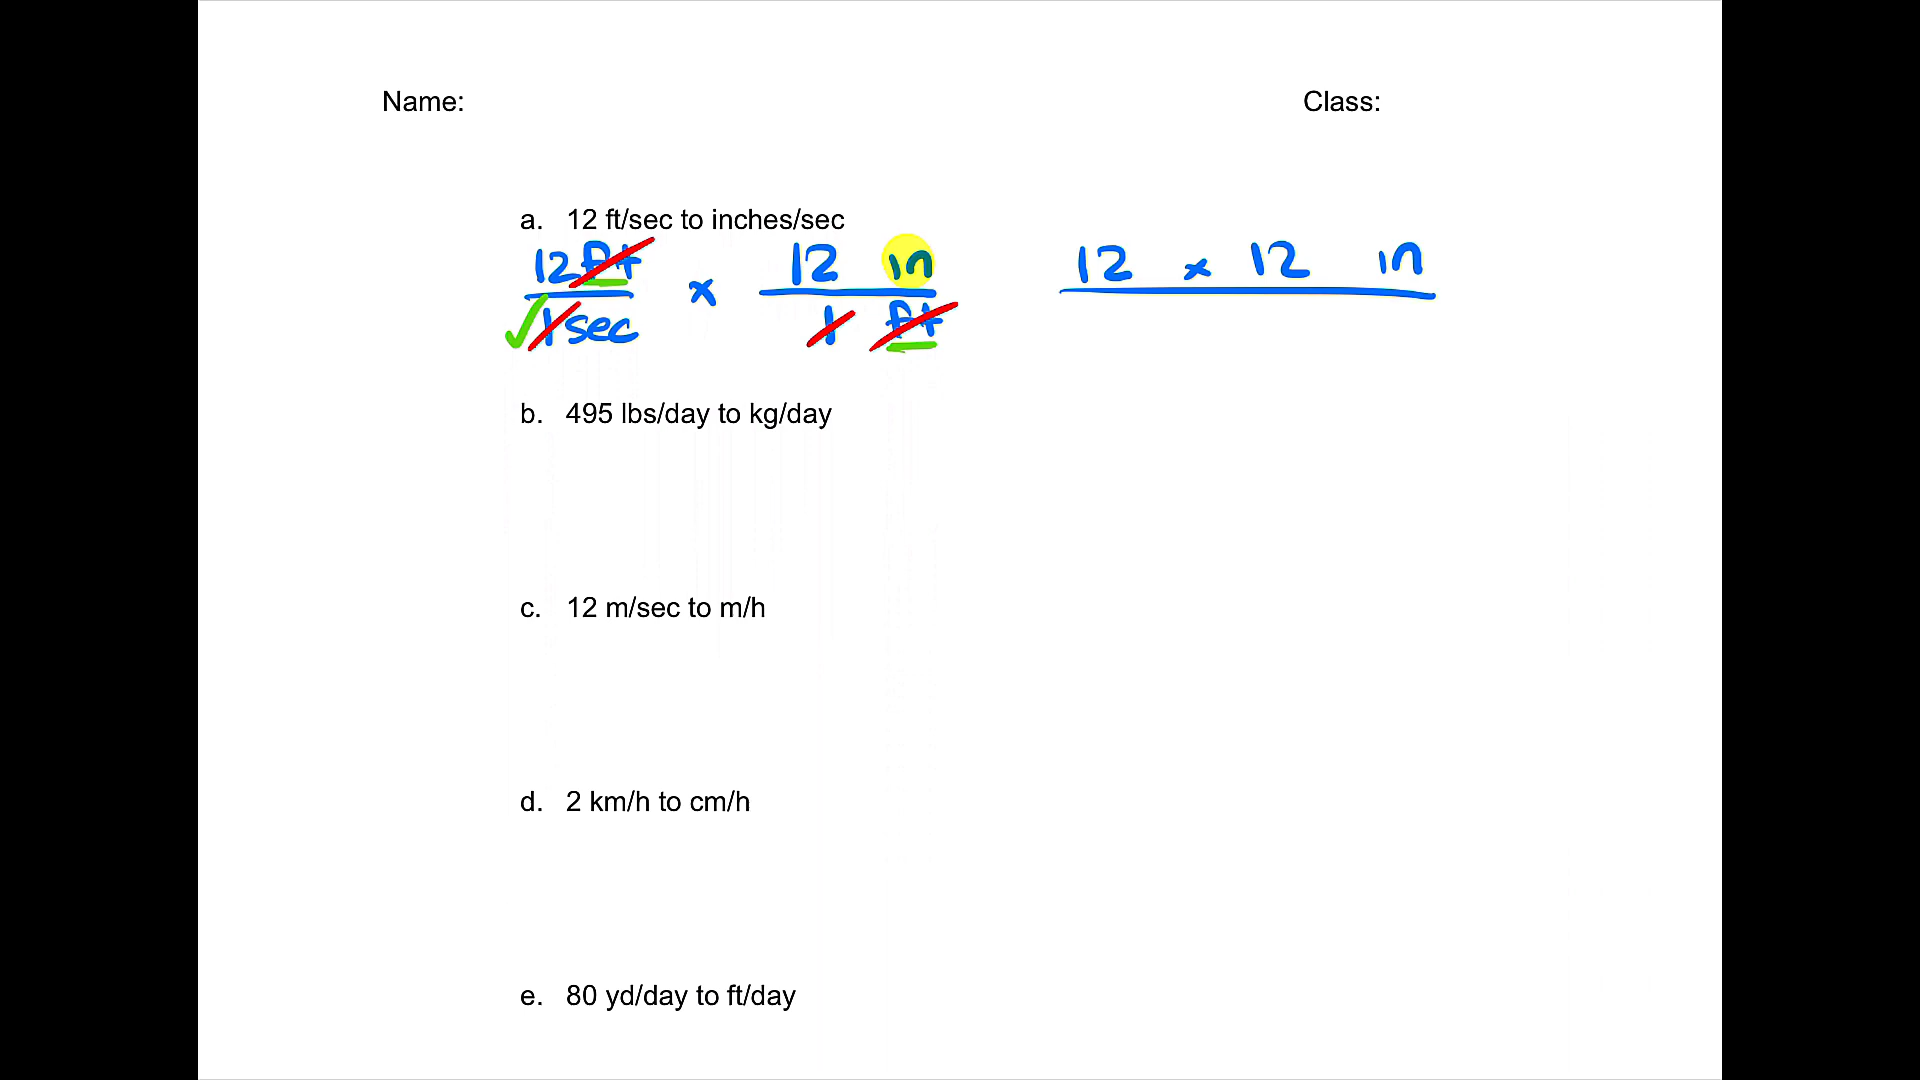 Name: Class:
a. 12 ft/sec to inches/sec
12 ft x 12 in 12 x 12 in
1 sec 1 ft
b. 495 lbs/day to kg/day
c. 12 m/sec to m/h
d. 2 km/h to cm/h
e. 80 yd/day to ft/day